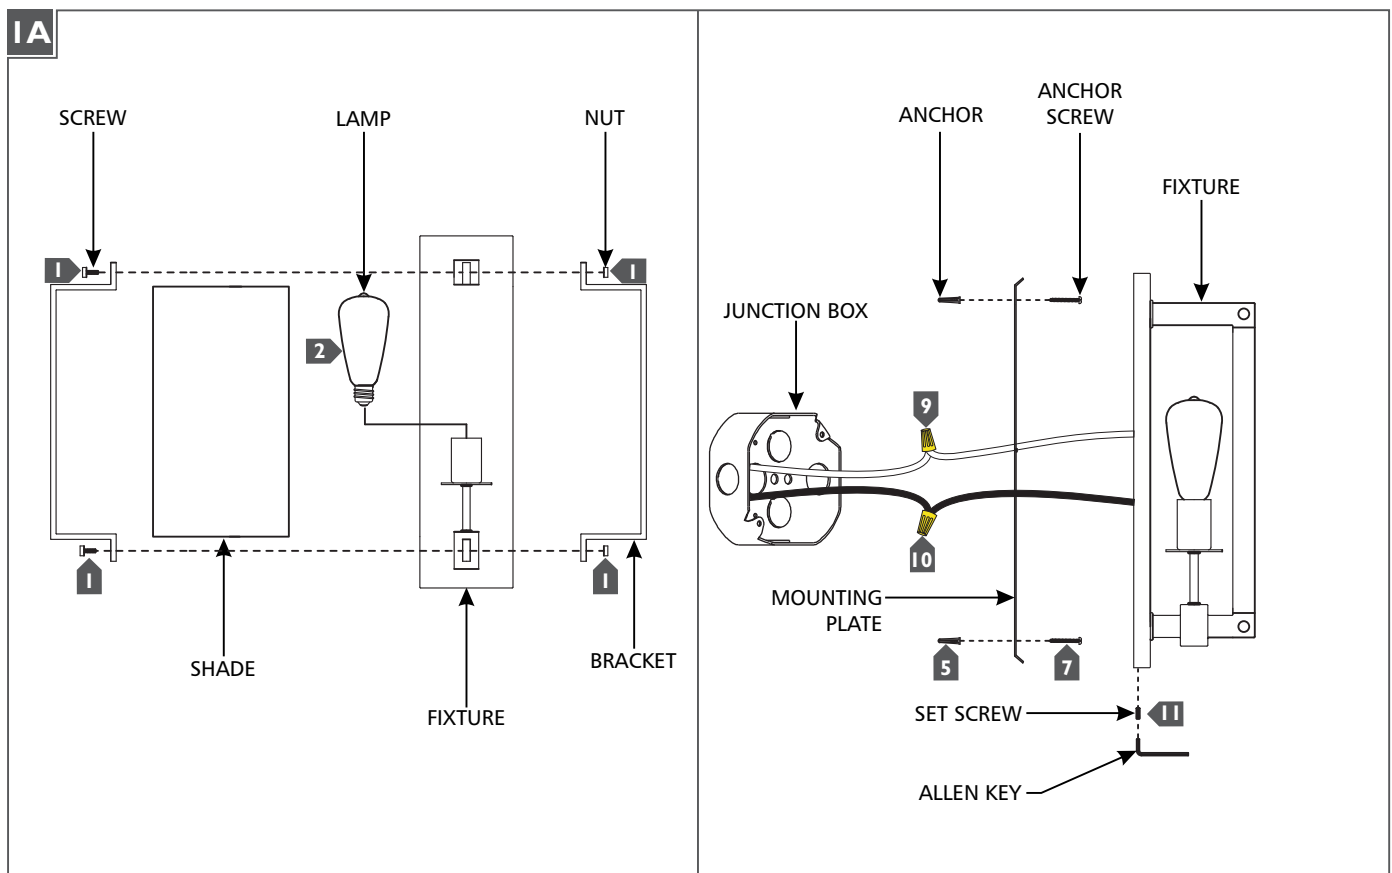 1A
SCREW
LAMP
NUT
1
1
2
1
1
SHADE
FIXTURE
BRACKET
ANCHOR
ANCHOR
SCREW
FIXTURE
JUNCTION BOX
9
10
MOUNTING
PLATE
5
7
SET SCREW
11
ALLEN KEY